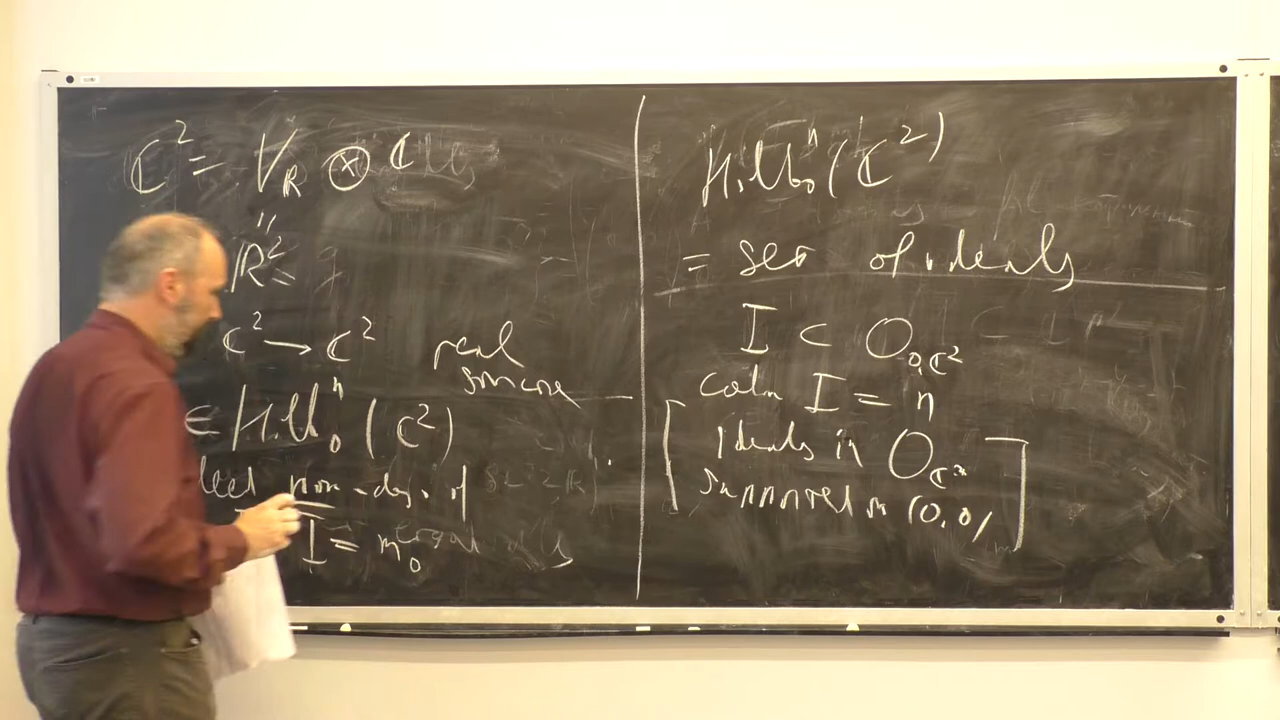 ℂ² = V_ℝ ⊗ ℂ
"
ℝ²
ℂ² → ℂ² real
∈ Hilb₀ⁿ(ℂ²)
non-deg. of
I = m₀
Hilb₀ⁿ(ℂ²)
= set of ideals
I ⊂ O_{0,ℂ²}
codim I = n
[ Ideals in O_{ℂ²}
supported in (0,0) ]